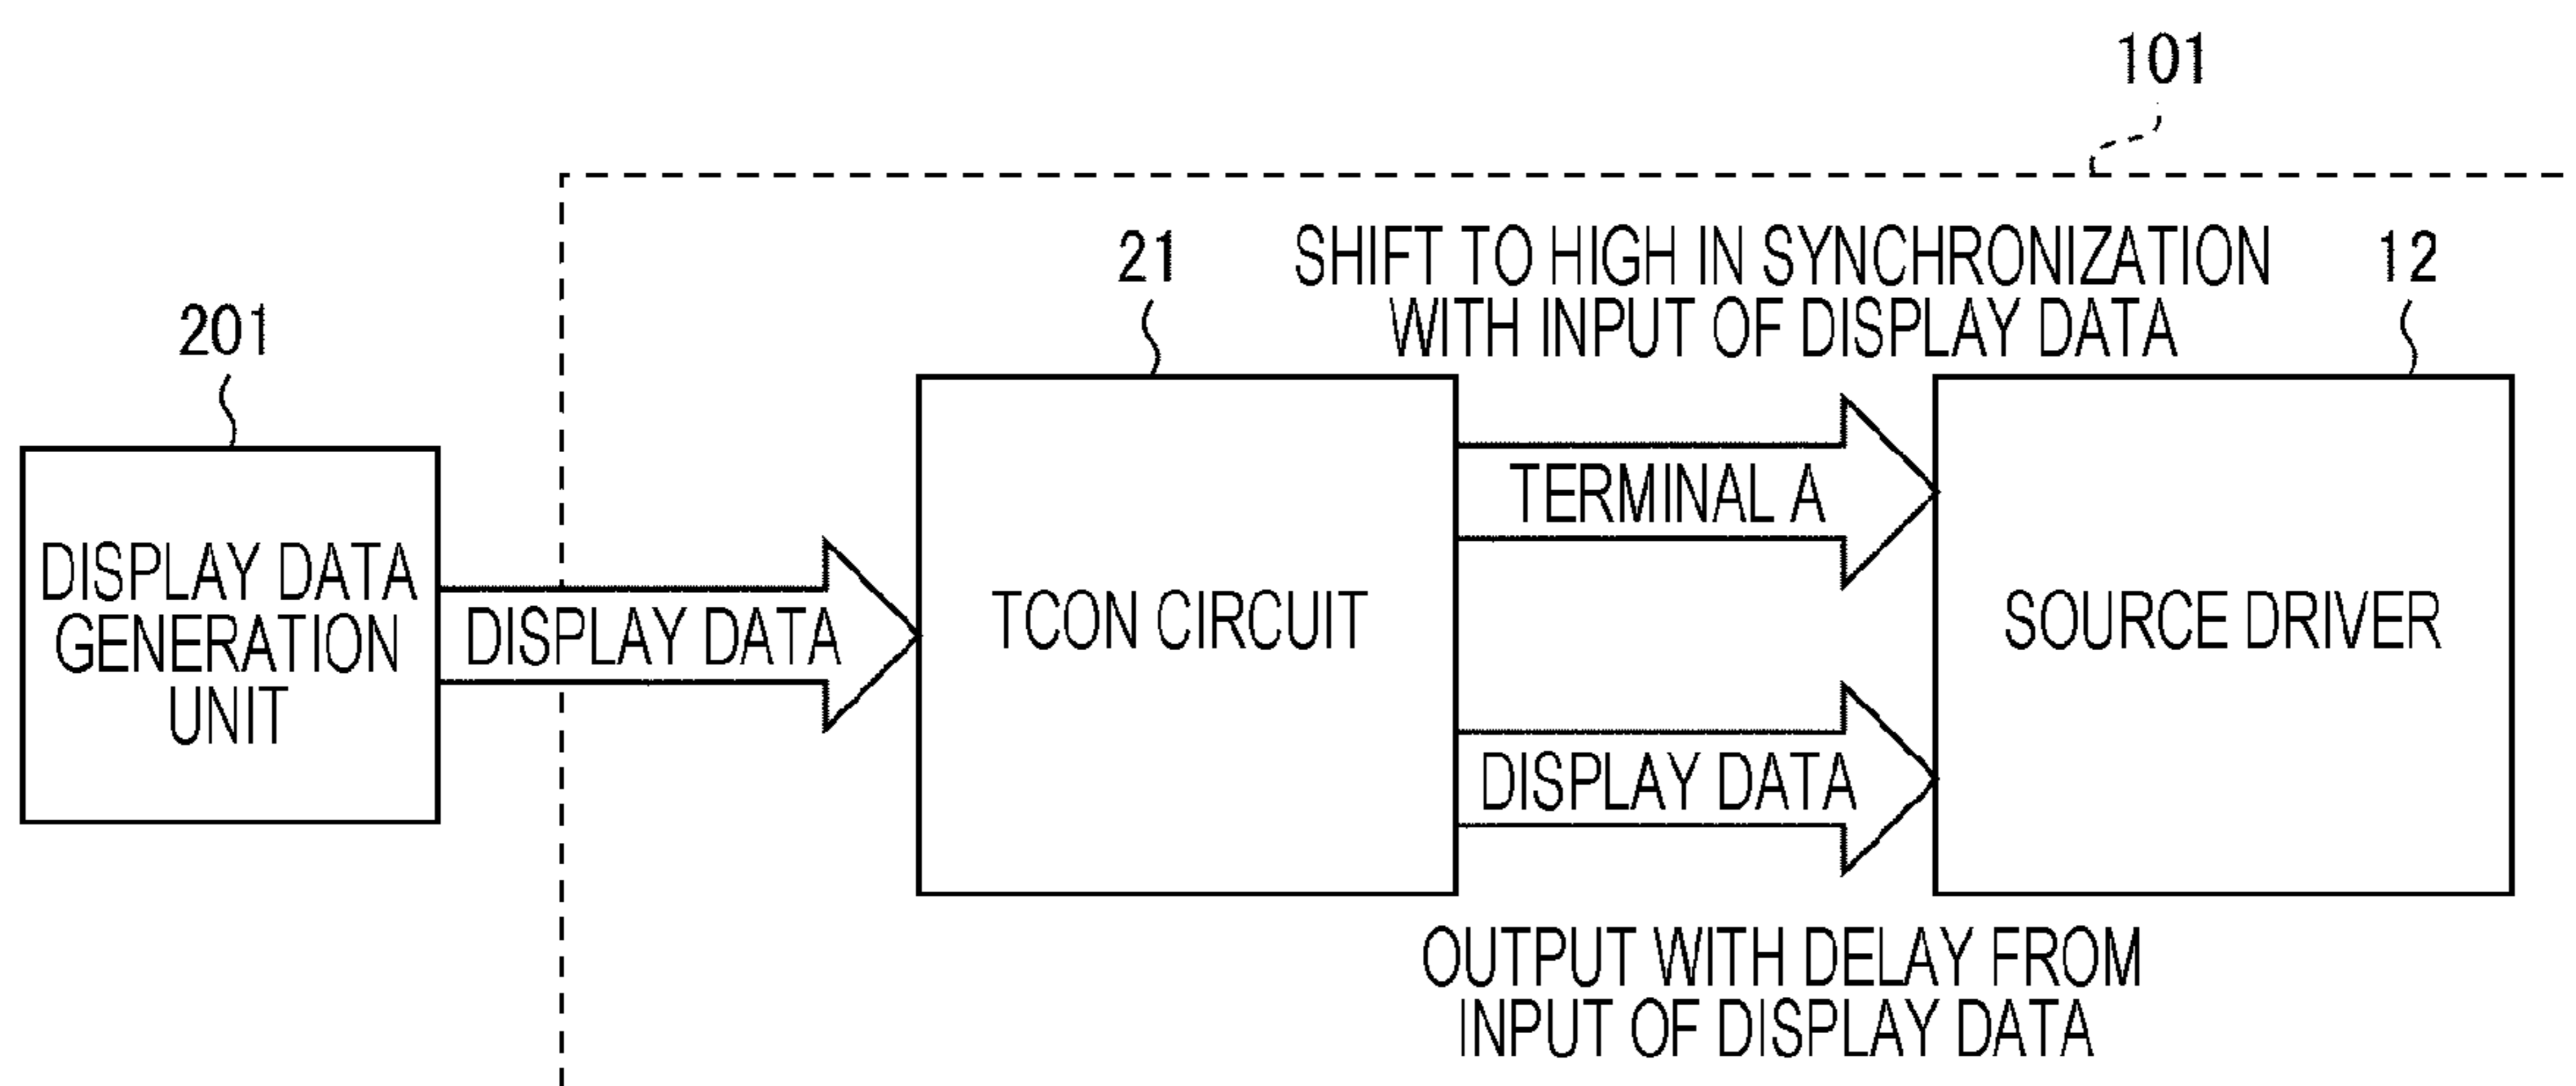 101
SHIFT TO HIGH IN SYNCHRONIZATION
WITH INPUT OF DISPLAY DATA
21
12
201
DISPLAY DATA
GENERATION
UNIT
DISPLAY DATA
TCON CIRCUIT
TERMINAL A
DISPLAY DATA
SOURCE DRIVER
OUTPUT WITH DELAY FROM
INPUT OF DISPLAY DATA